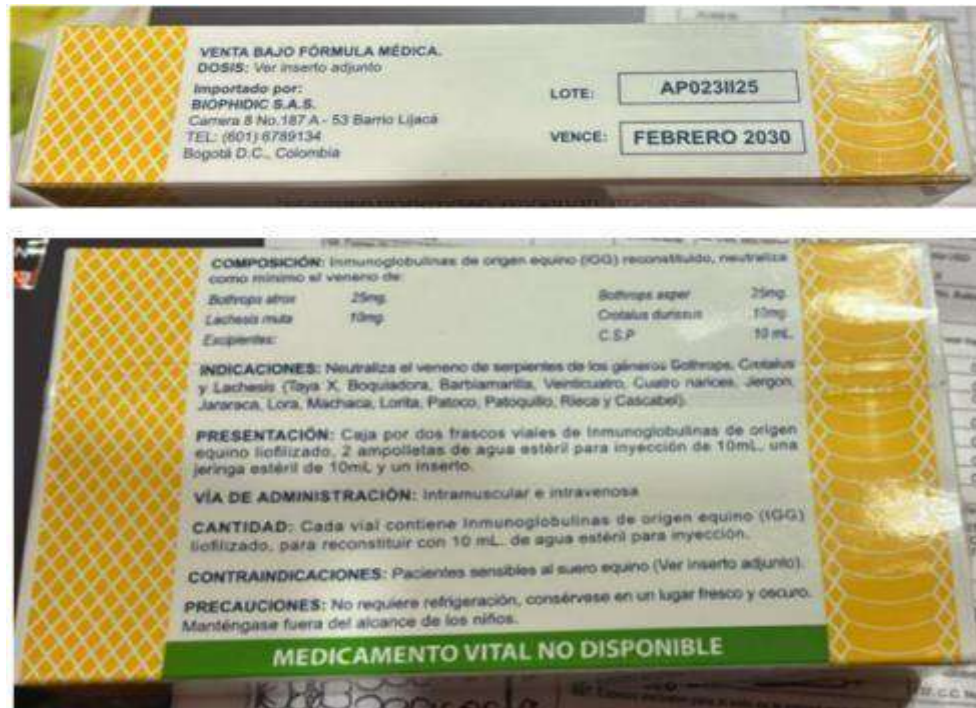 VENTA BAJO FÓRMULA MÉDICA.
DOSIS: Ver inserto adjunto
Importado por:
BIOPHIDIC S.A.S.
Carrera 8 No.187 A - 53 Barrio Lijacá
TEL: (601) 6789134
Bogotá D.C., Colombia
LOTE: AP023II25
VENCE: FEBRERO 2030
COMPOSICIÓN: Inmunoglobulinas de origen equino (IGG) reconstituido, neutraliza
como mínimo el veneno de:
Bothrops atrox 25mg. Bothrops asper 25mg.
Lachesis muta 10mg. Crotalus durissus 10mg.
Excipientes: C.S.P 10 mL.
INDICACIONES: Neutraliza el veneno de serpientes de los géneros Bothrops, Crotalus
y Lachesis (Taya X, Boquiadora, Barbiamarilla, Veinticuatro, Cuatro narices, Jergón,
Jararaca, Lora, Machaca, Lorita, Patoco, Patoquillo, Rieca y Cascabel).
PRESENTACIÓN: Caja por dos frascos viales de Inmunoglobulinas de origen
equino liofilizado, 2 ampolletas de agua estéril para inyección de 10mL, una
jeringa estéril de 10mL y un inserto.
VÍA DE ADMINISTRACIÓN: Intramuscular e intravenosa
CANTIDAD: Cada vial contiene Inmunoglobulinas de origen equino (IGG)
liofilizado, para reconstituir con 10 mL. de agua estéril para inyección.
CONTRAINDICACIONES: Pacientes sensibles al suero equino (Ver inserto adjunto).
PRECAUCIONES: No requiere refrigeración, consérvese en un lugar fresco y oscuro.
Manténgase fuera del alcance de los niños.
MEDICAMENTO VITAL NO DISPONIBLE